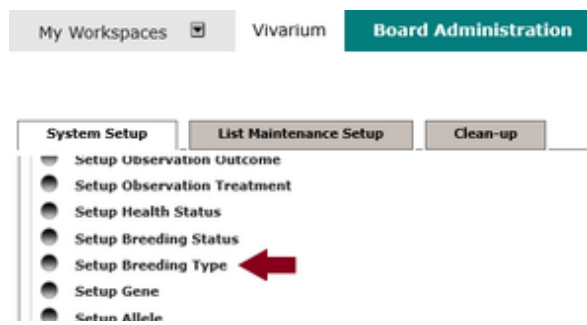 My Workspaces Vivarium Board Administration
System Setup List Maintenance Setup Clean-up
Setup Observation Outcome
Setup Observation Treatment
Setup Health Status
Setup Breeding Status
Setup Breeding Type
Setup Gene
Setup Allele